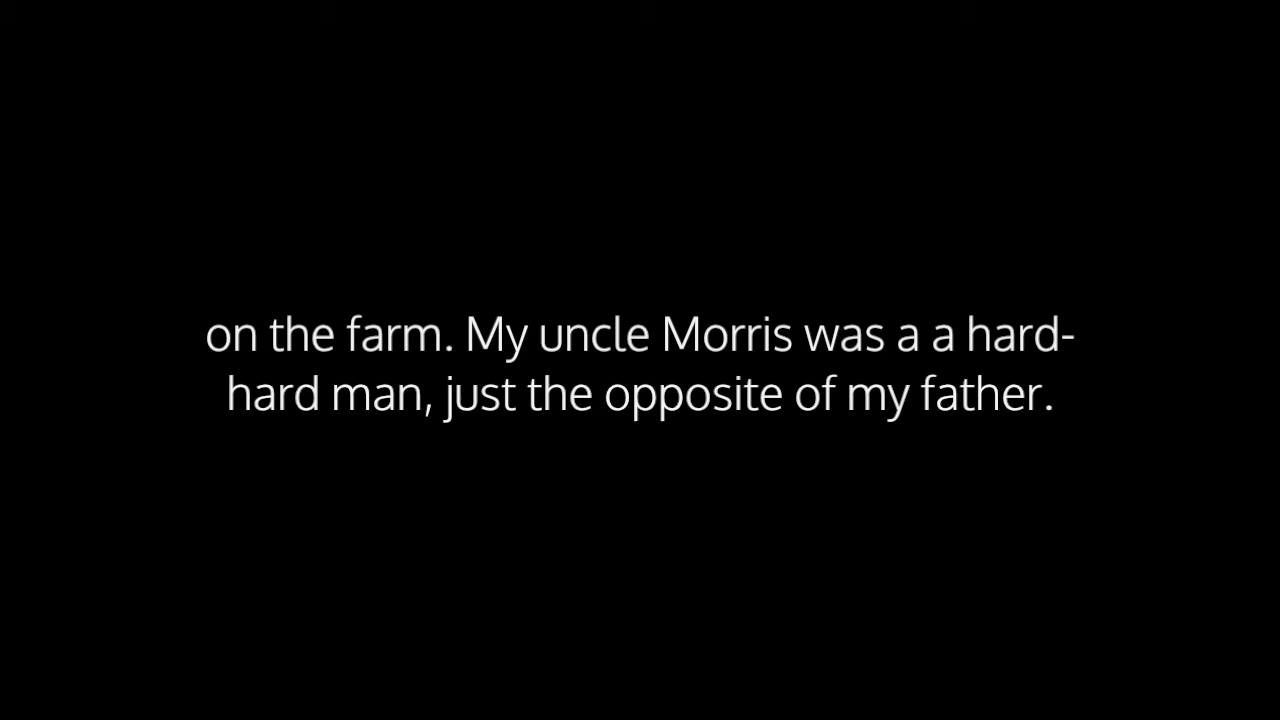 on the farm. My uncle Morris was a a hard-
hard man, just the opposite of my father.